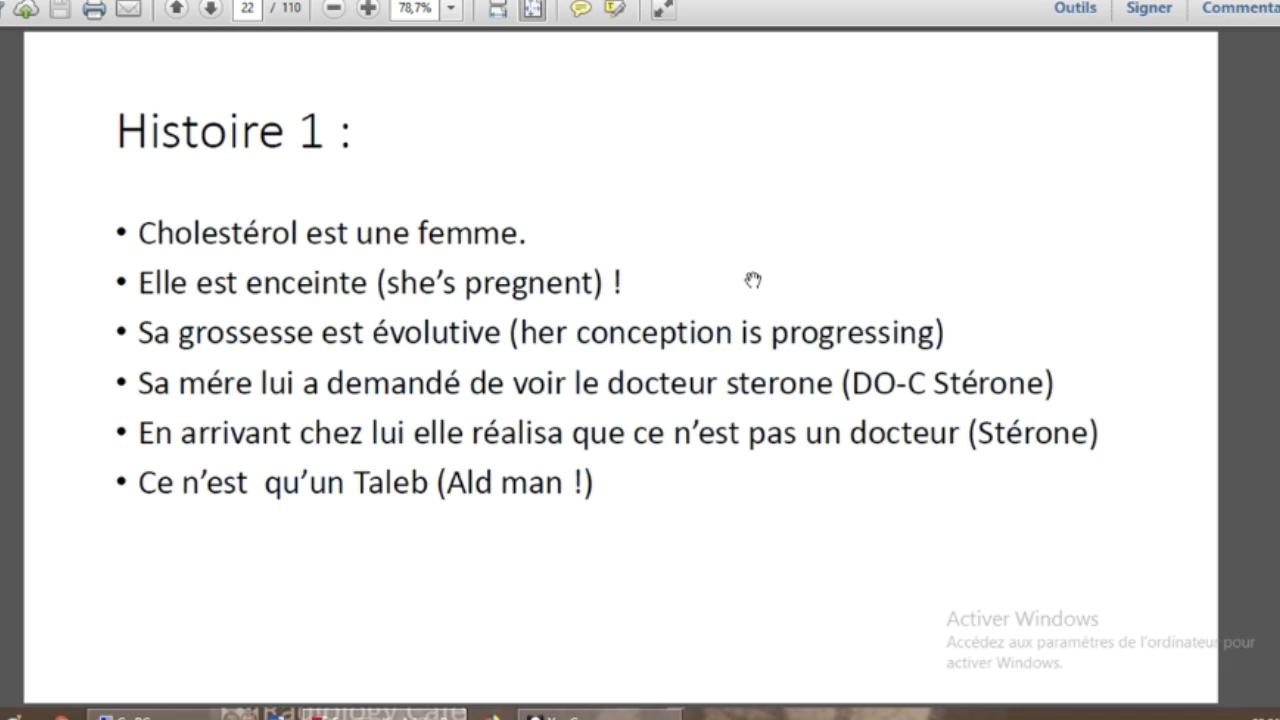 22 / 110 78,7% Outils Signer Commenta
Histoire 1 :
• Cholestérol est une femme.
• Elle est enceinte (she’s pregnent) !
• Sa grossesse est évolutive (her conception is progressing)
• Sa mére lui a demandé de voir le docteur sterone (DO-C Stérone)
• En arrivant chez lui elle réalisa que ce n’est pas un docteur (Stérone)
• Ce n’est qu’un Taleb (Ald man !)
Activer Windows
Accédez aux paramètres de l’ordinateur pour
activer Windows.